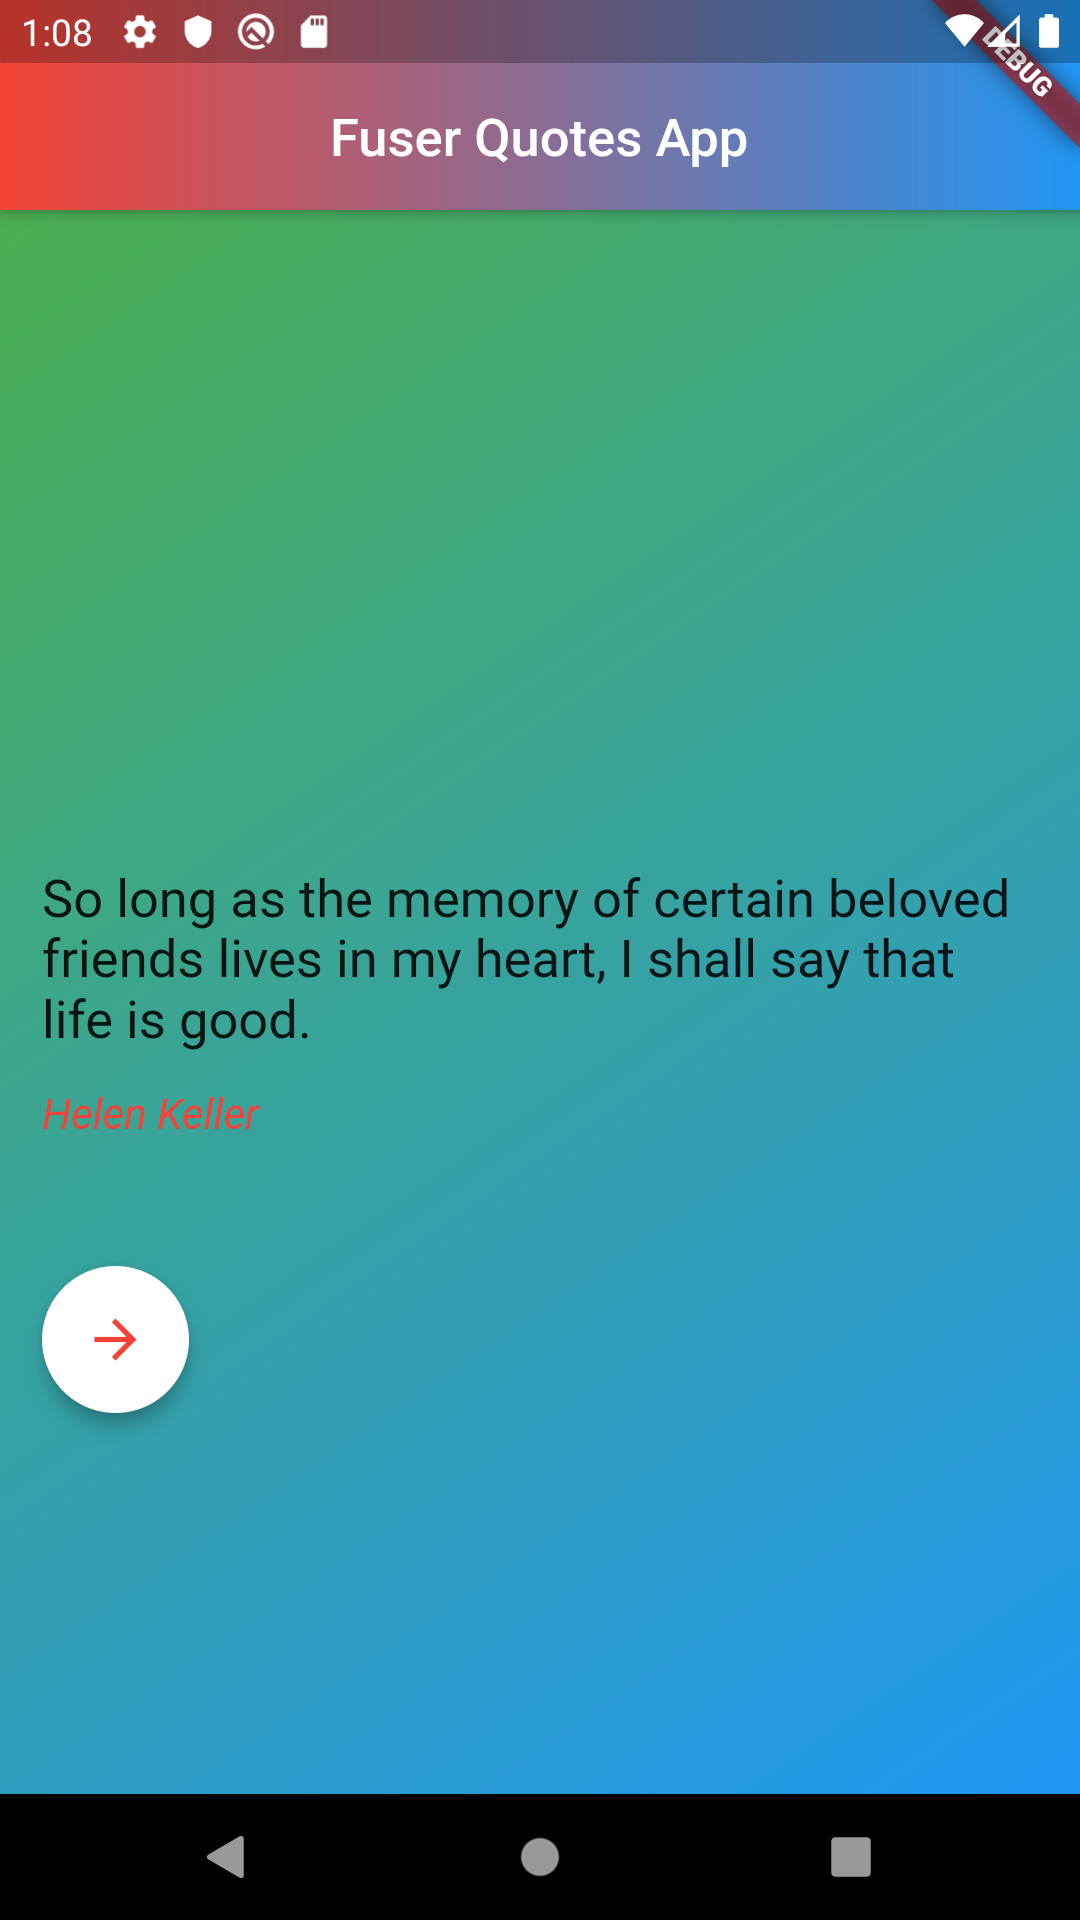 1:08
DEBUG
Fuser Quotes App
So long as the memory of certain beloved
friends lives in my heart, I shall say that
life is good.
Helen Keller